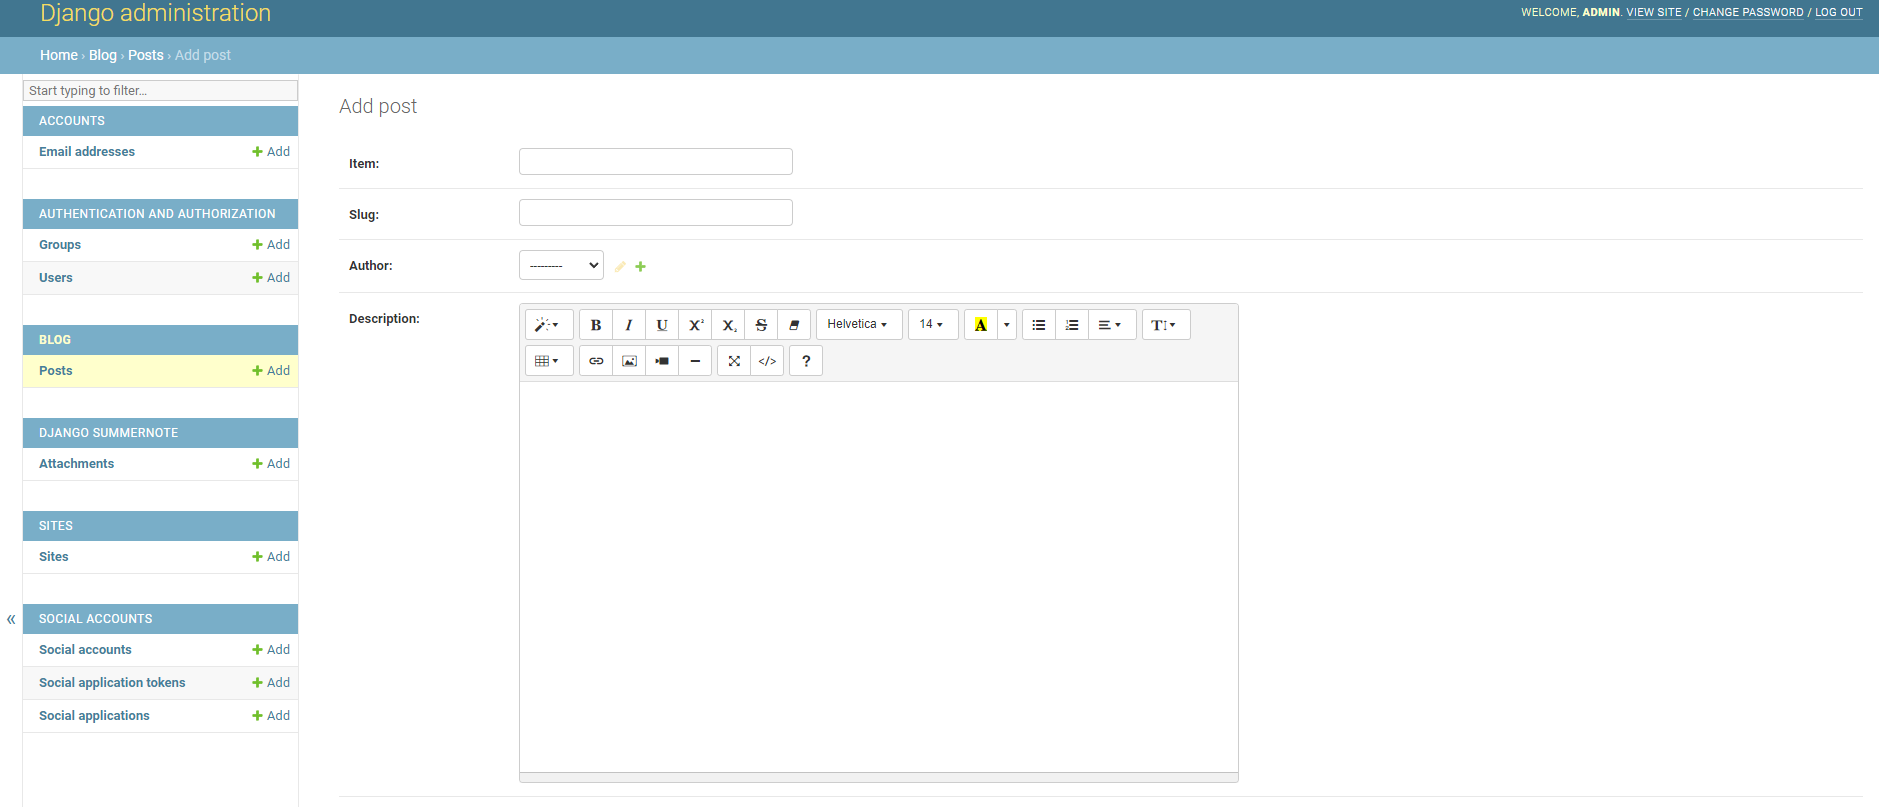 Django administration
WELCOME, ADMIN. VIEW SITE / CHANGE PASSWORD / LOG OUT
Home › Blog › Posts › Add post
Start typing to filter...
ACCOUNTS
Email addresses + Add
AUTHENTICATION AND AUTHORIZATION
Groups + Add
Users + Add
BLOG
Posts + Add
DJANGO SUMMERNOTE
Attachments + Add
SITES
Sites + Add
SOCIAL ACCOUNTS
«
Social accounts + Add
Social application tokens + Add
Social applications + Add
Add post
Item:
Slug:
Author: ---------
Description:
B I U X² X₂ S Helvetica 14 A T
</> ?